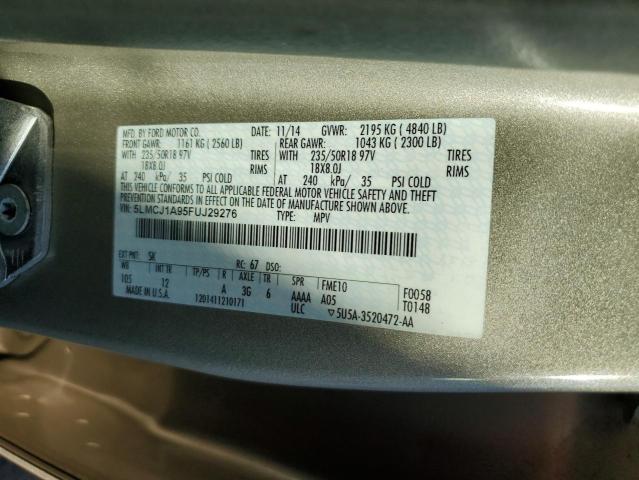 MFD. BY FORD MOTOR CO. 11/14 GVWR: 2195 KG ( 4840 LB)
FRONT GAWR: 1161 KG ( 2560 LB) REAR GAWR: 1043 KG ( 2300 LB)
WITH 235/50R18 97V TIRES WITH 235/50R18 97V TIRES
18X8.0J RIMS 18X8.0J RIMS
AT 240 kPa/ 35 PSI COLD AT 240 kPa/ 35 PSI COLD
THIS VEHICLE CONFORMS TO ALL APPLICABLE FEDERAL MOTOR VEHICLE SAFETY AND THEFT
PREVENTION STANDARDS IN EFFECT ON THE DATE OF MANUFACTURE SHOWN ABOVE.
VIN: 5LMCJ1A95FUJ29276 TYPE: MPV
EXT PNT: SK RC: 67 DSO:
WB TP/PS R AXLE TR SPR FME10 F0058
105 12 A 3G 6 AAAA A05 T0148
MADE IN U.S.A. 1201411210171 ULC ▽5U5A-3520472-AA